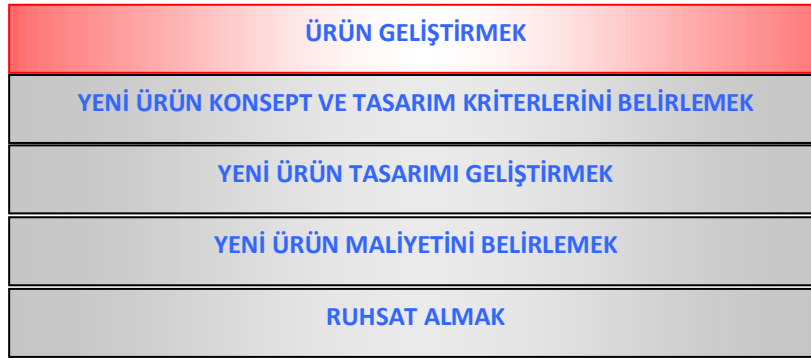 ÜRÜN GELİŞTİRMEK
YENİ ÜRÜN KONSEPT VE TASARIM KRİTERLERİNİ BELİRLEMEK
YENİ ÜRÜN TASARIMI GELİŞTİRMEK
YENİ ÜRÜN MALİYETİNİ BELİRLEMEK
RUHSAT ALMAK